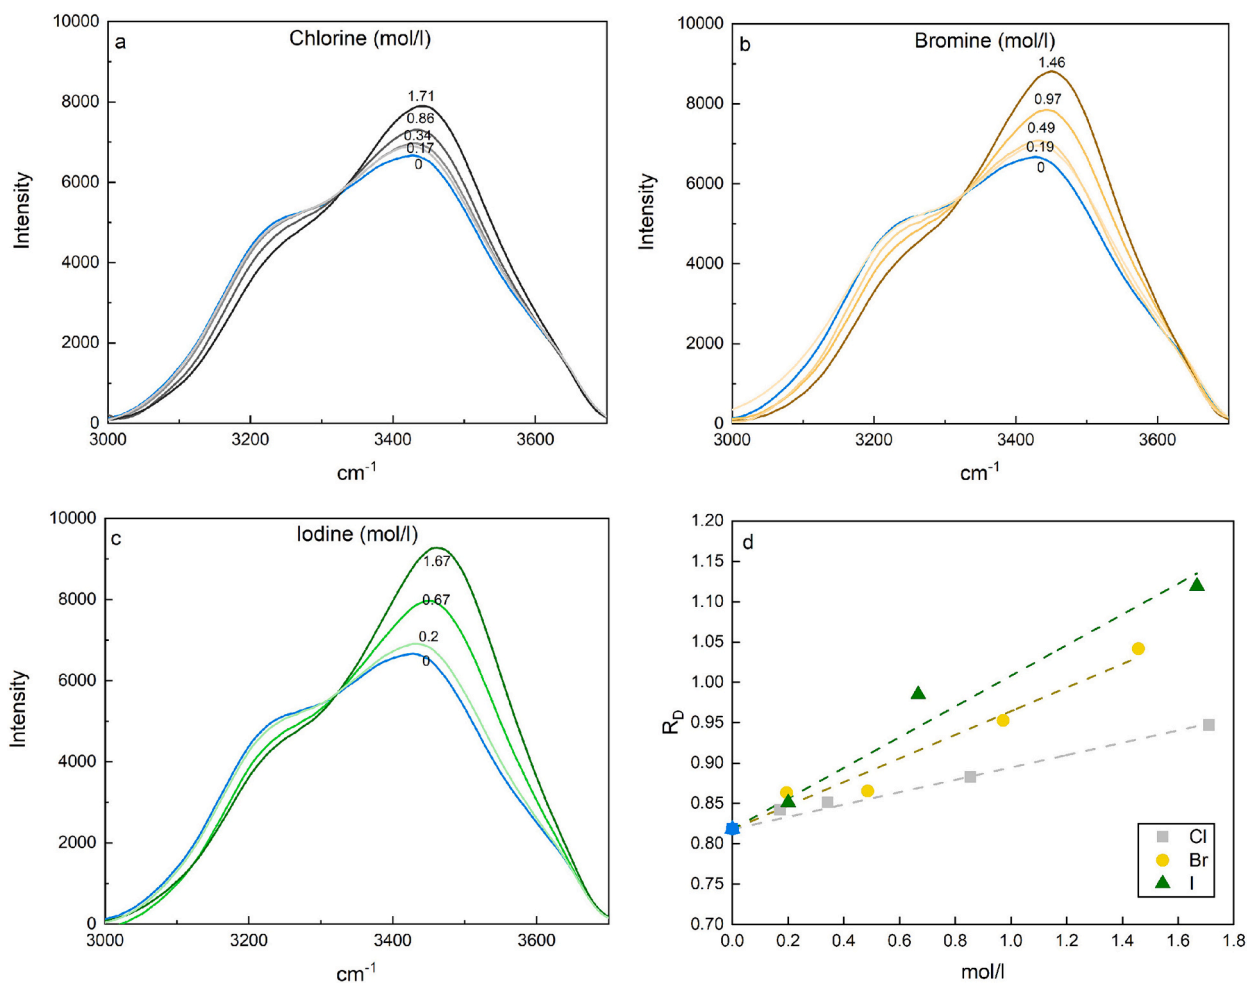 a
Chlorine (mol/l)
10000
8000
6000
4000
2000
0
Intensity
1.71
0.86
0.34
0.17
0
3000
3200
3400
3600
cm⁻¹
b
Bromine (mol/l)
10000
8000
6000
4000
2000
0
Intensity
1.46
0.97
0.49
0.19
0
3000
3200
3400
3600
cm⁻¹
c
Iodine (mol/l)
10000
8000
6000
4000
2000
0
Intensity
1.67
0.67
0.2
0
3000
3200
3400
3600
cm⁻¹
d
1.20
1.15
1.10
1.05
1.00
0.95
0.90
0.85
0.80
0.75
0.70
R_D
Cl
Br
I
0.0 0.2 0.4 0.6 0.8 1.0 1.2 1.4 1.6 1.8
mol/l